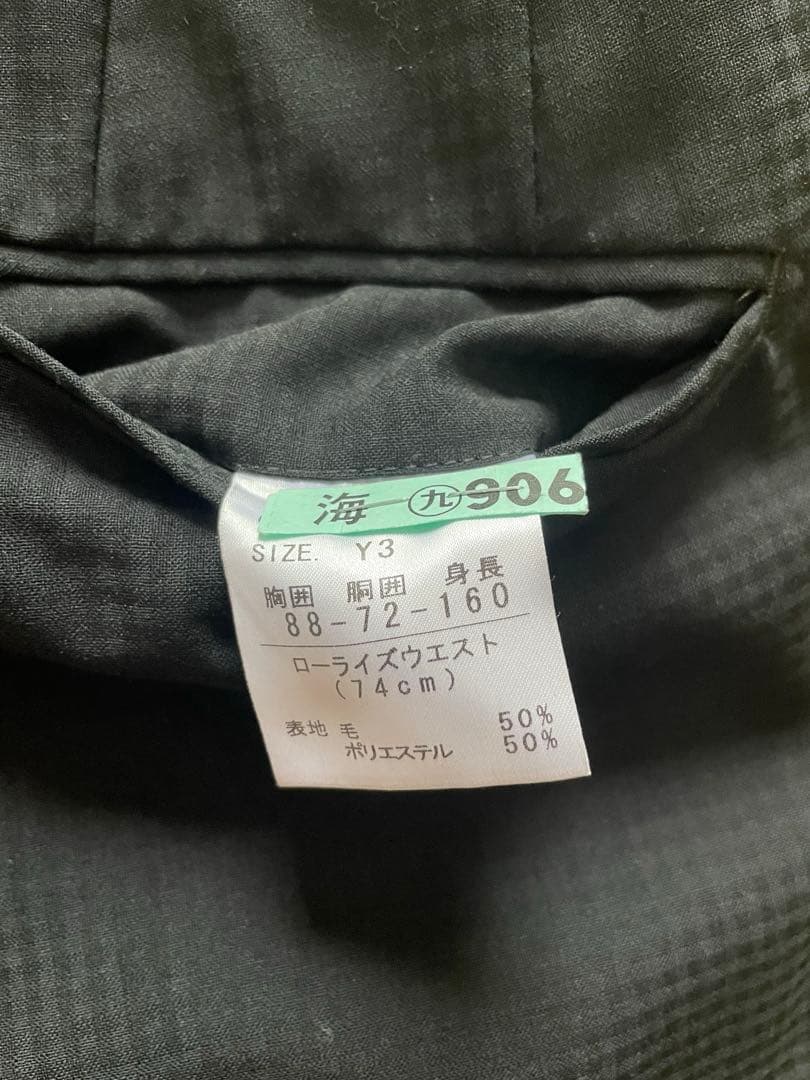 海 ㊈906
SIZE. Y3
胸囲 胴囲 身長
88-72-160
ローライズウエスト
(74cm)
表地 毛 50%
ポリエステル 50%